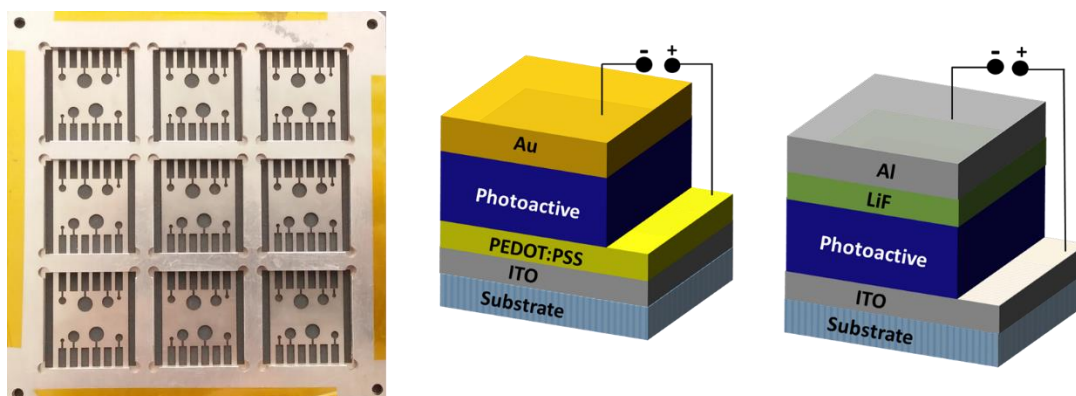 - +
Au
Photoactive
PEDOT:PSS
ITO
Substrate
- +
Al
LiF
Photoactive
ITO
Substrate